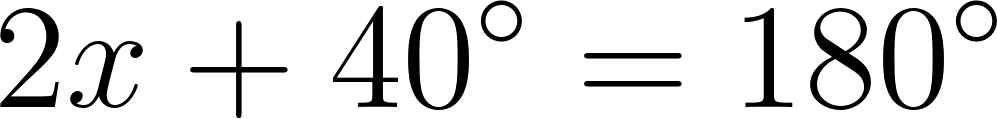 2x + 40° = 180°